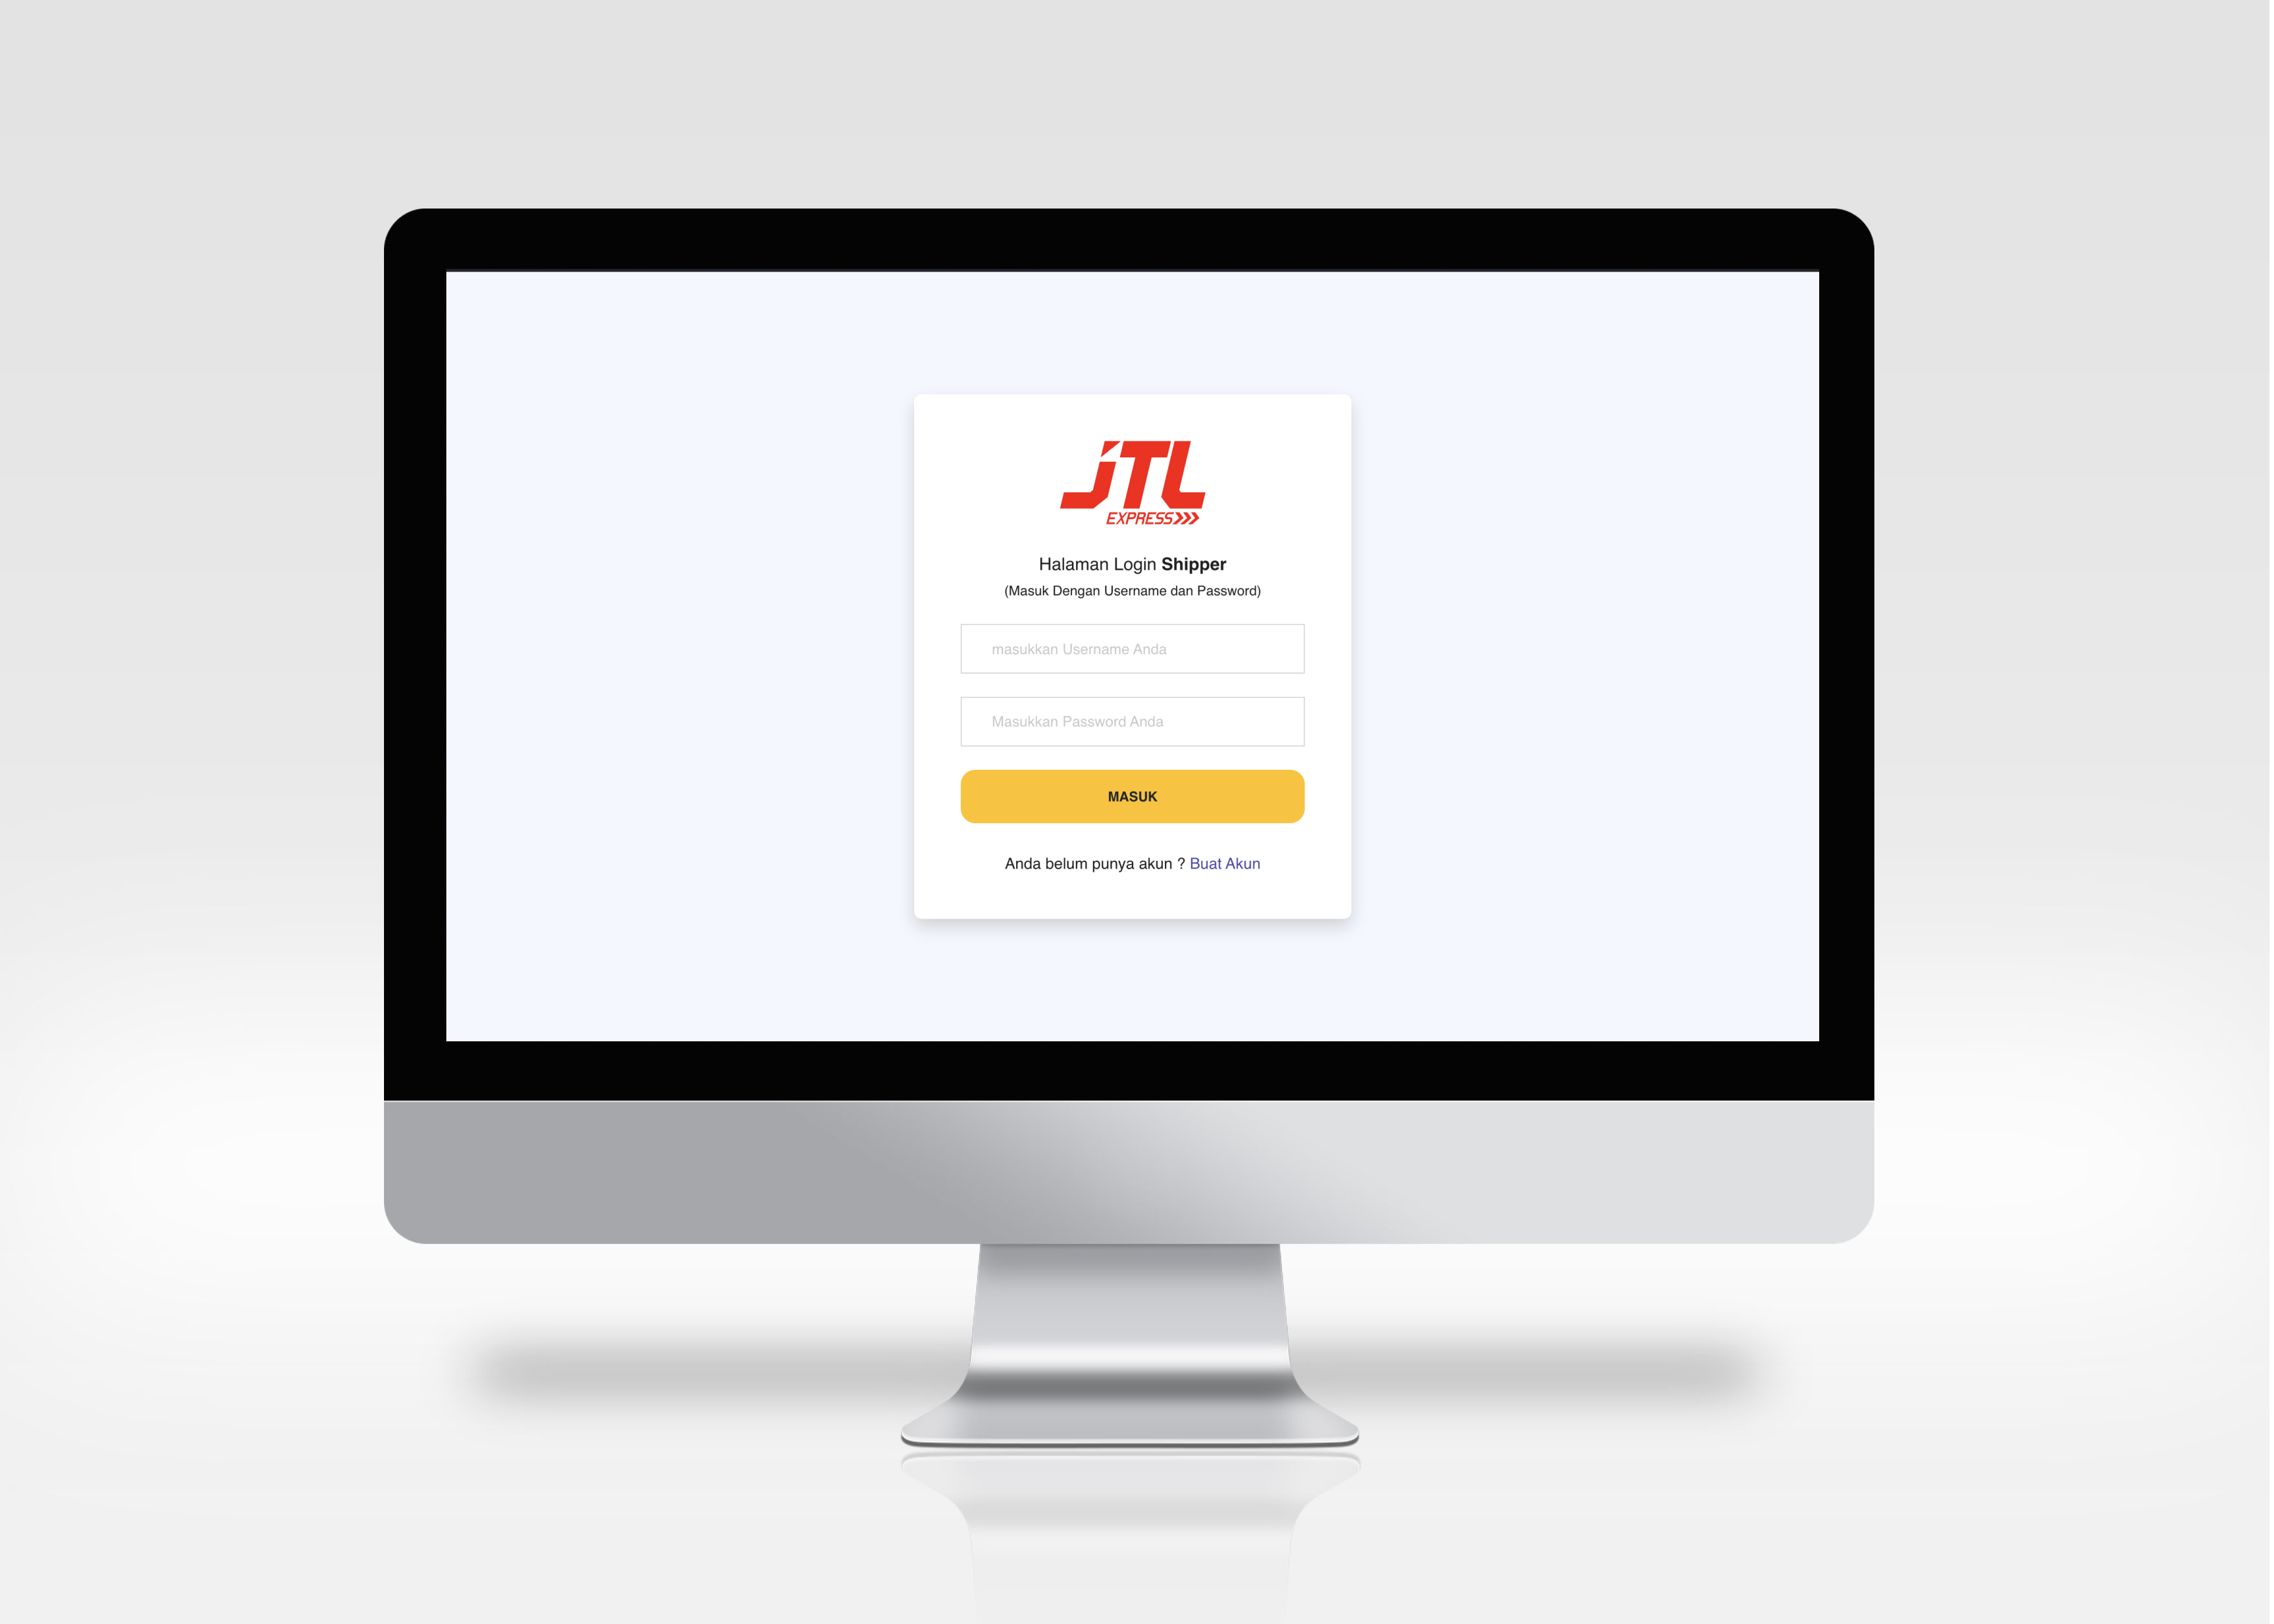 JTL
EXPRESS
Halaman Login Shipper
(Masuk Dengan Username dan Password)
masukkan Username Anda
Masukkan Password Anda
MASUK
Anda belum punya akun ? Buat Akun